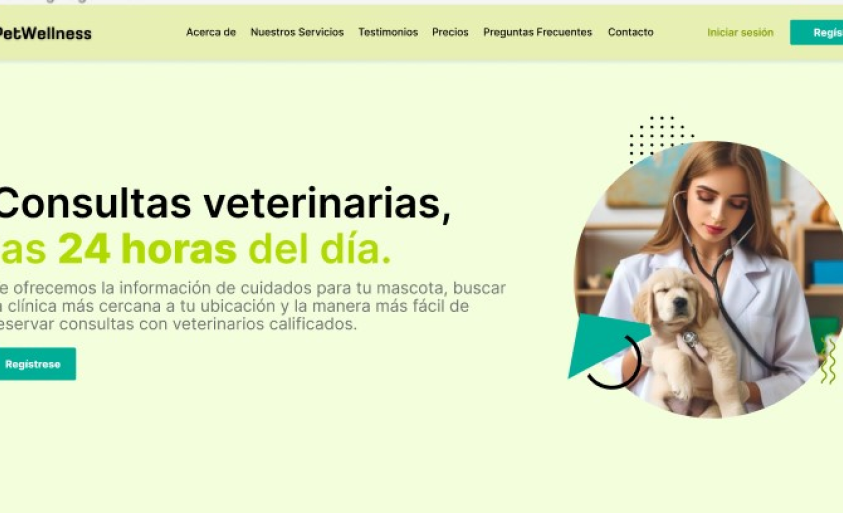 PetWellness
Acerca de Nuestros Servicios Testimonios Precios Preguntas Frecuentes Contacto Iniciar sesión Regís
Consultas veterinarias,
as 24 horas del día.
e ofrecemos la información de cuidados para tu mascota, buscar
a clínica más cercana a tu ubicación y la manera más fácil de
eservar consultas con veterinarios calificados.
Regístrese